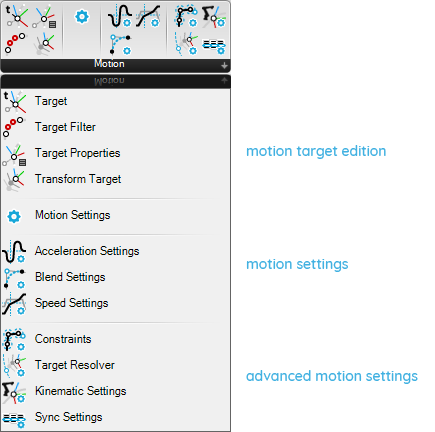 Motion
Motion
Target
Target Filter
Target Properties
Transform Target
motion target edition
Motion Settings
Acceleration Settings
Blend Settings
Speed Settings
motion settings
Constraints
Target Resolver
Kinematic Settings
Sync Settings
advanced motion settings